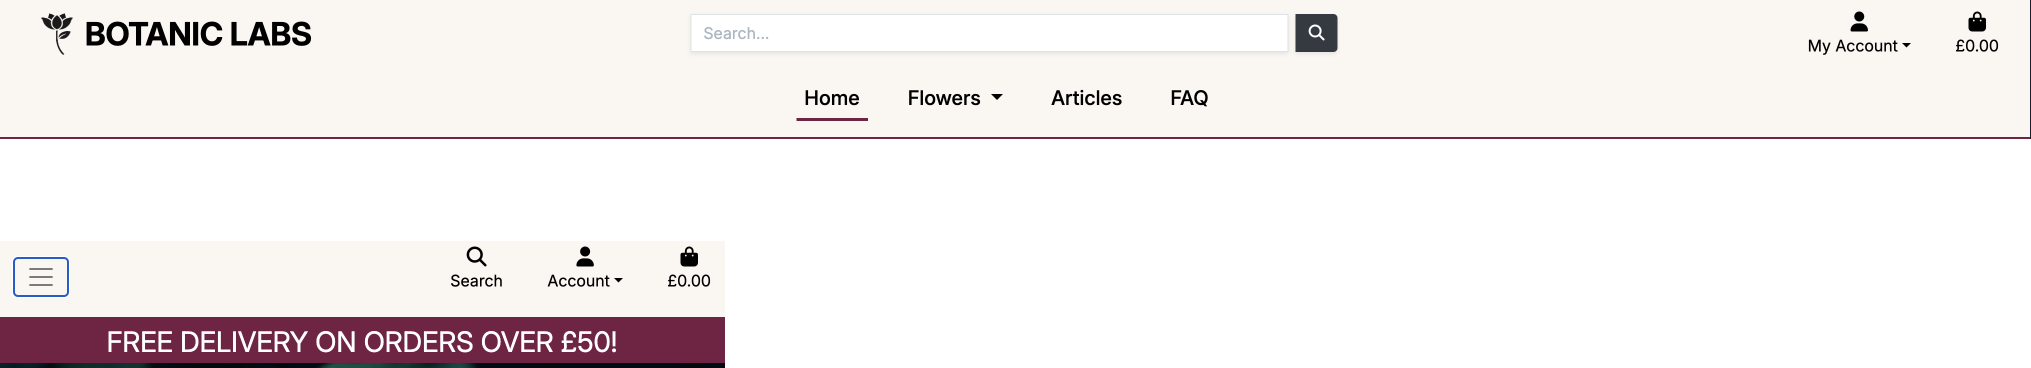 BOTANIC LABS
Search...
My Account
£0.00
Home
Flowers
Articles
FAQ
Search
Account
£0.00
FREE DELIVERY ON ORDERS OVER £50!